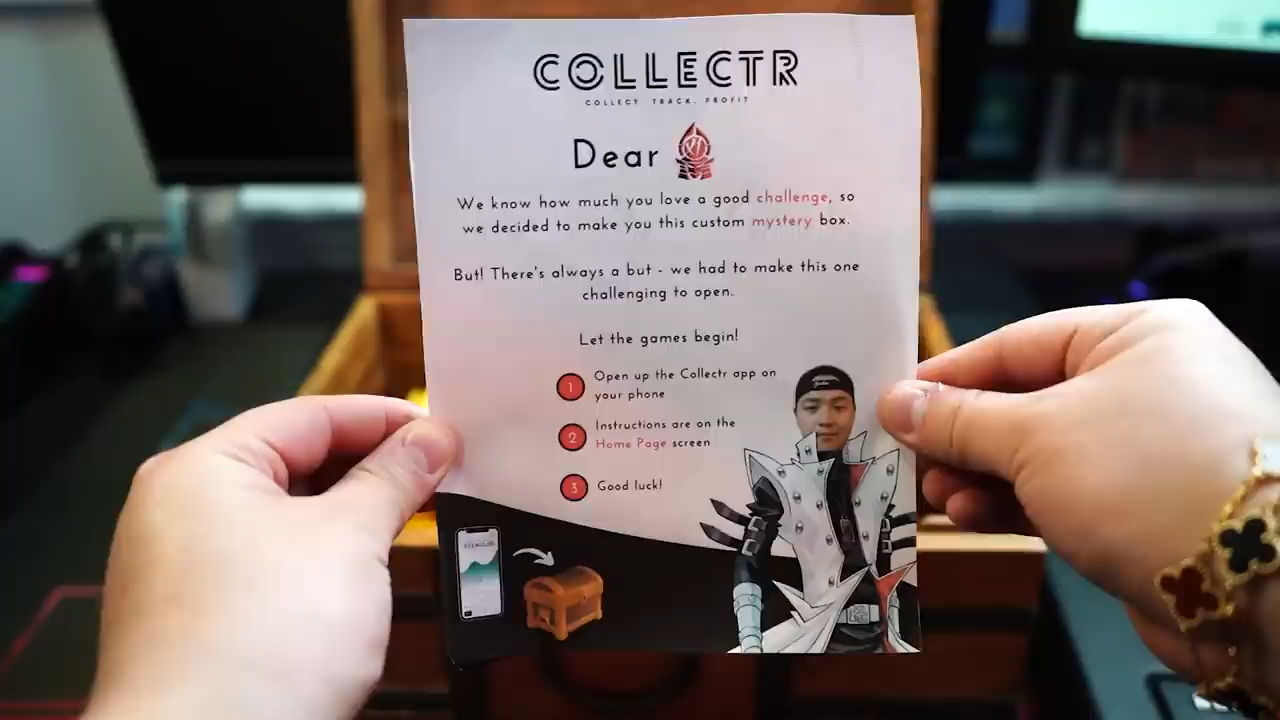 COLLECTR
COLLECT. TRACK. PROFIT
Dear
We know how much you love a good challenge, so
we decided to make you this custom mystery box.
But! There's always a but - we had to make this one
challenging to open.
Let the games begin!
1 Open up the Collectr app on
your phone
2 Instructions are on the
Home Page screen
3 Good luck!